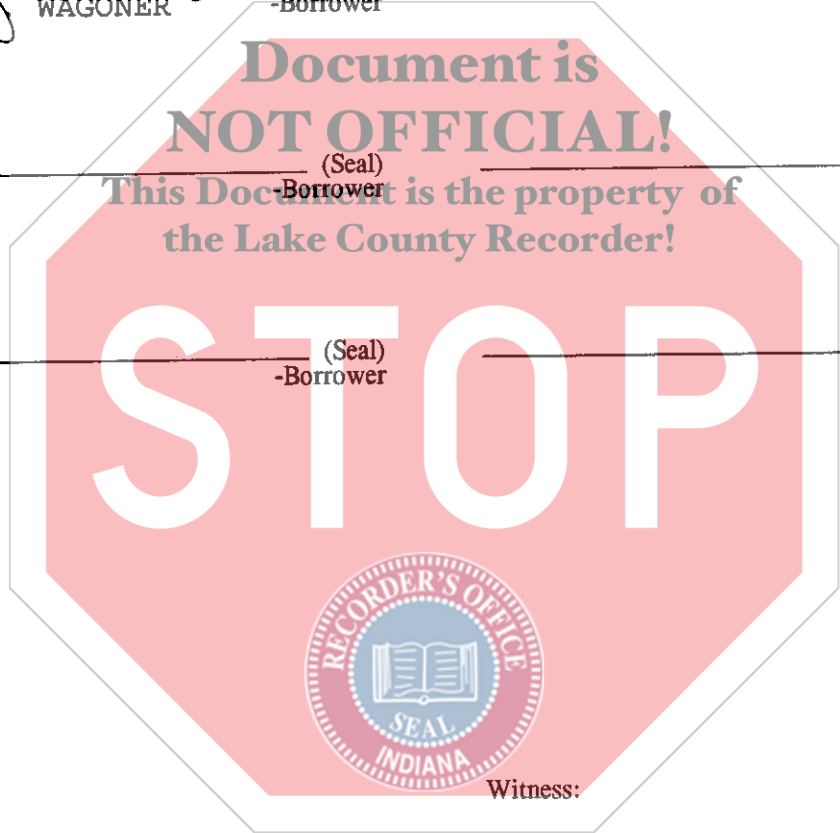 WAGONER -Borrower
Document is
NOT OFFICIAL!
(Seal)
-Borrower
This Document is the property of
the Lake County Recorder!
(Seal)
-Borrower
STOP
RECORDER'S OFFICE
SEAL
INDIANA
Witness: